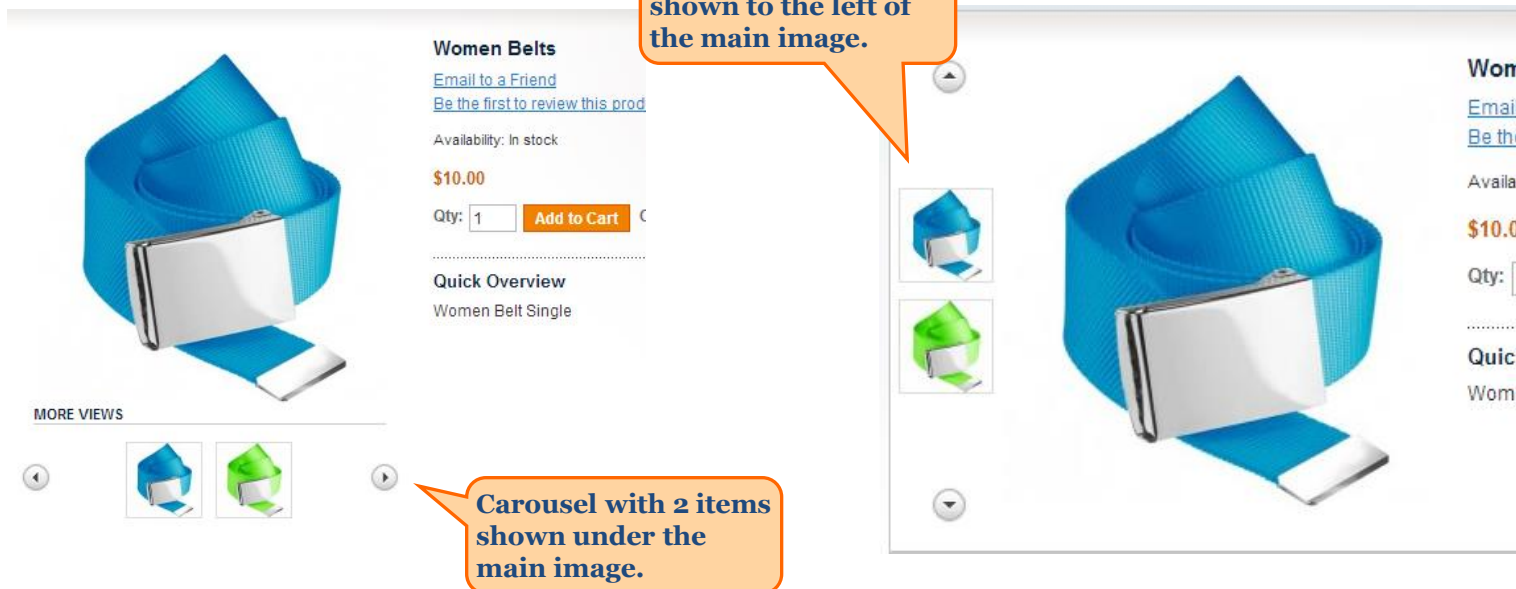 shown to the left of
the main image.
Women Belts
Email to a Friend
Be the first to review this prod
Availability: In stock
$10.00
Qty: 1 Add to Cart
Quick Overview
Women Belt Single
MORE VIEWS
Carousel with 2 items
shown under the
main image.
Wom
Email
Be the
Availa
$10.0
Qty:
Quic
Wom